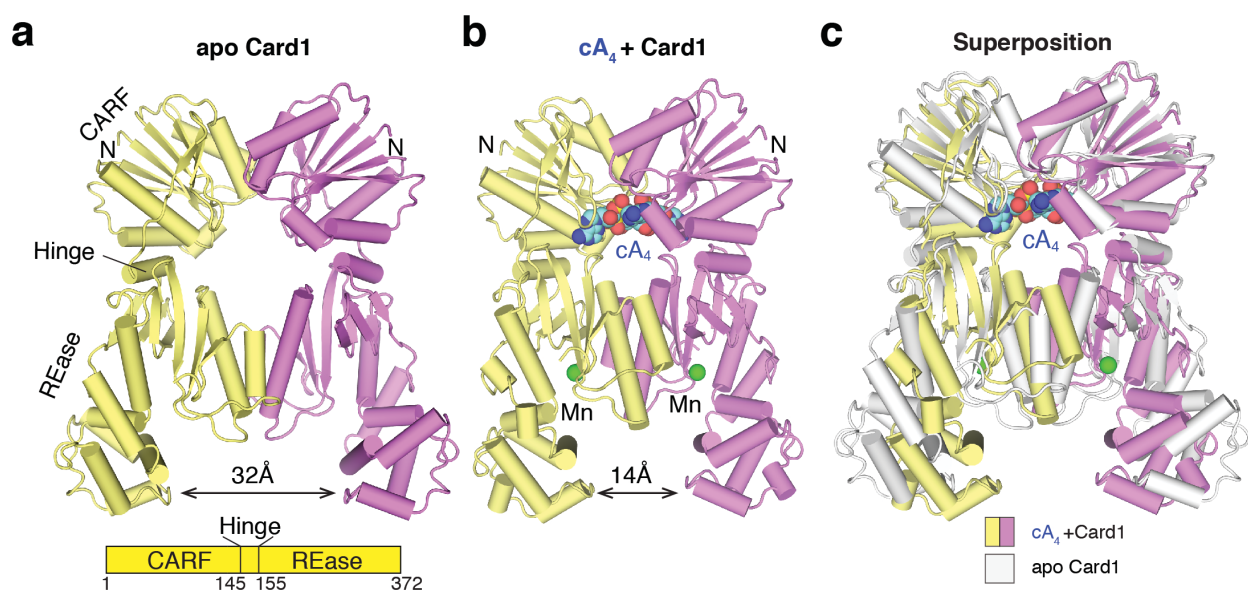 a
apo Card1
CARF
N
N
Hinge
REase
32Å
Hinge
CARF
REase
1
145
155
372
b
cA₄ + Card1
N
N
cA₄
Mn
Mn
14Å
c
Superposition
cA₄
cA₄ +Card1
apo Card1